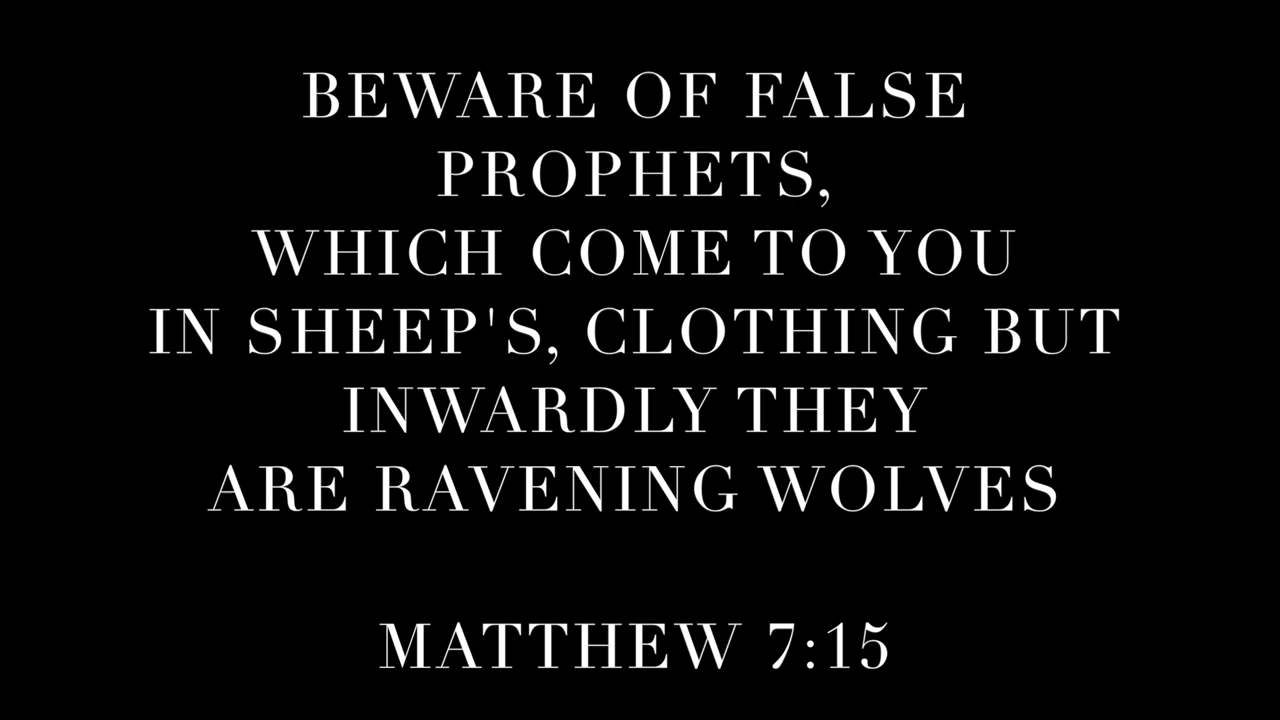 BEWARE OF FALSE
PROPHETS,
WHICH COME TO YOU
IN SHEEP'S, CLOTHING BUT
INWARDLY THEY
ARE RAVENING WOLVES
MATTHEW 7:15